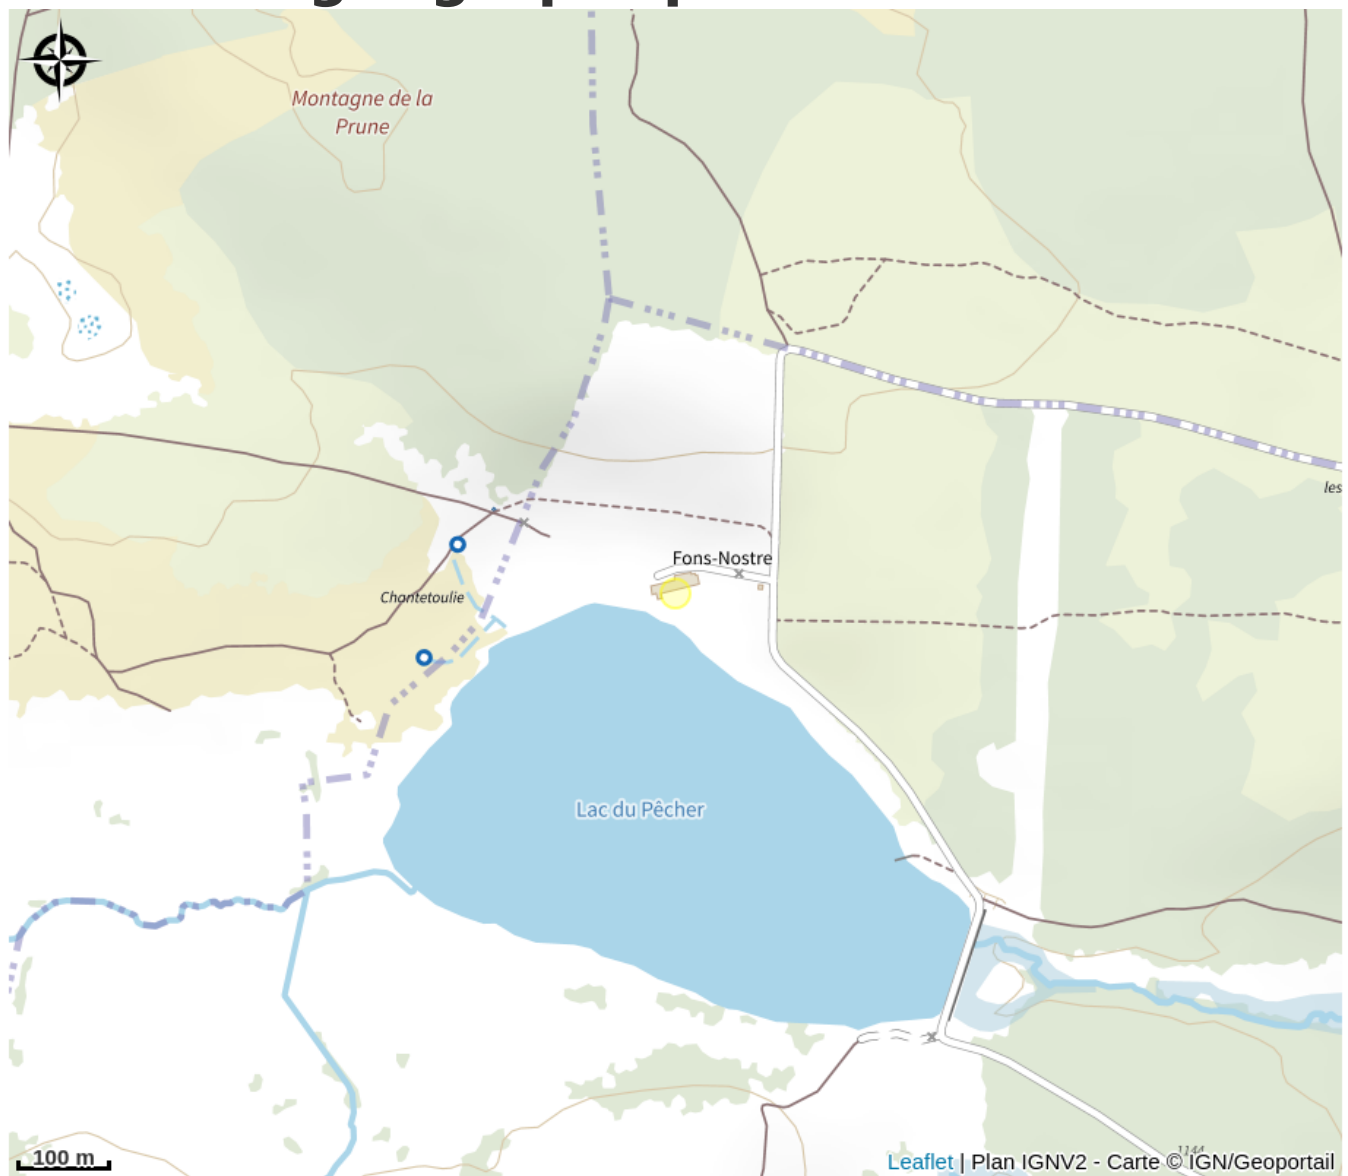 Montagne de la
Prune
les
Fons-Nostre
Chantetoulie
Lac du Pêcher
1144
100 m
Leaflet | Plan IGNV2 - Carte © IGN/Geoportail